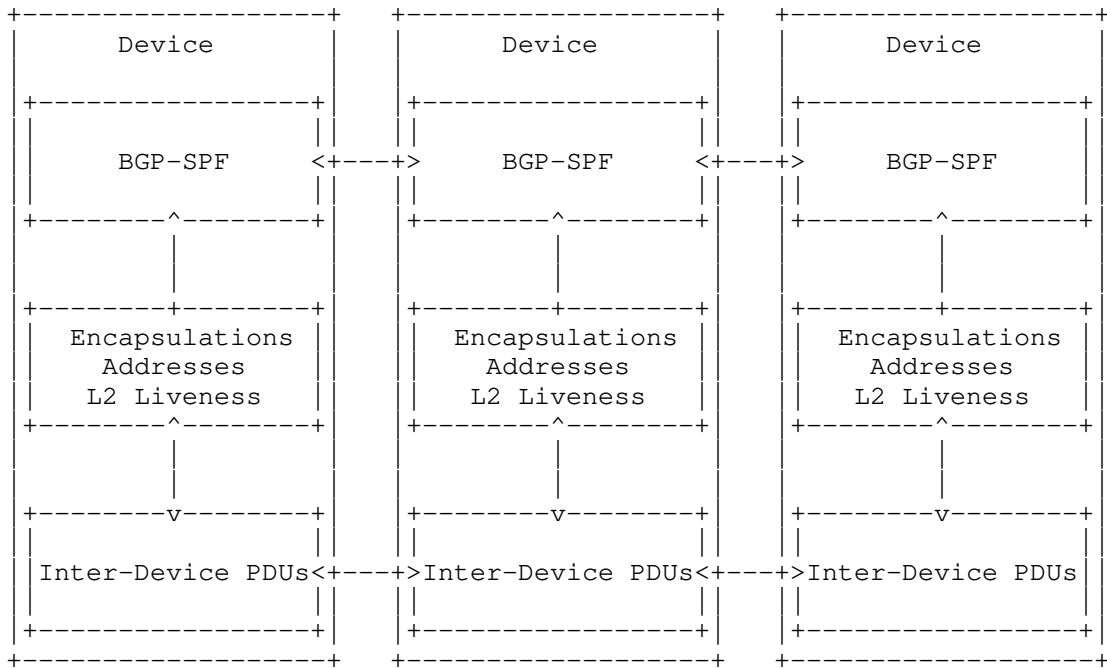 Device Device Device
BGP-SPF BGP-SPF BGP-SPF
Encapsulations Encapsulations Encapsulations
Addresses Addresses Addresses
L2 Liveness L2 Liveness L2 Liveness
Inter-Device PDUs Inter-Device PDUs Inter-Device PDUs